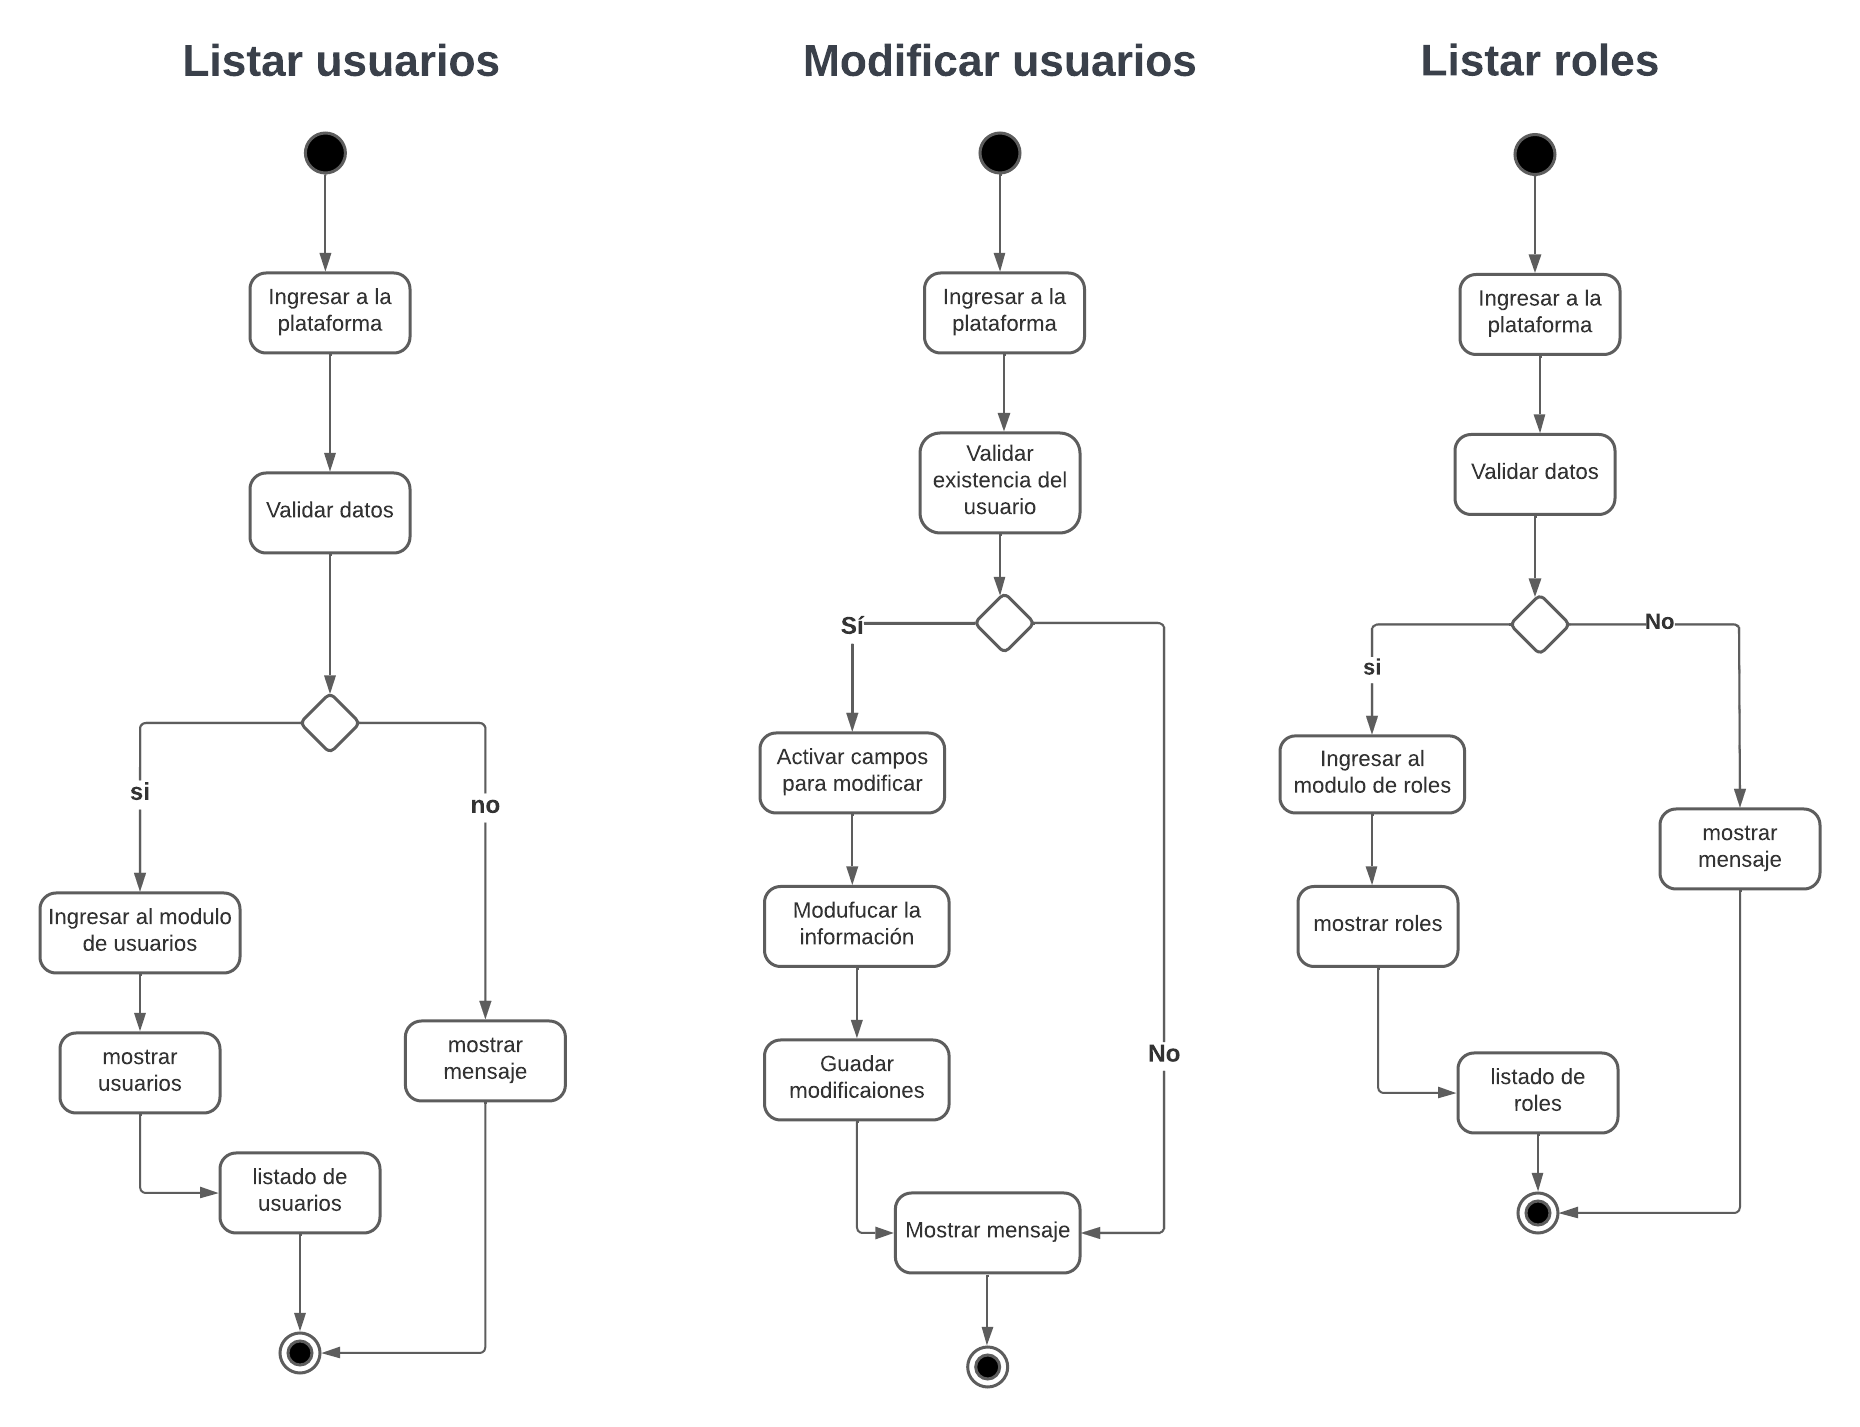 Listar usuarios
Ingresar a la
plataforma
Validar datos
si
no
Ingresar al modulo
de usuarios
mostrar
usuarios
mostrar
mensaje
listado de
usuarios
Modificar usuarios
Ingresar a la
plataforma
Validar
existencia del
usuario
Sí
Activar campos
para modificar
Modufucar la
información
Guadar
modificaiones
No
Mostrar mensaje
Listar roles
Ingresar a la
plataforma
Validar datos
No
si
Ingresar al
modulo de roles
mostrar
mensaje
mostrar roles
listado de
roles